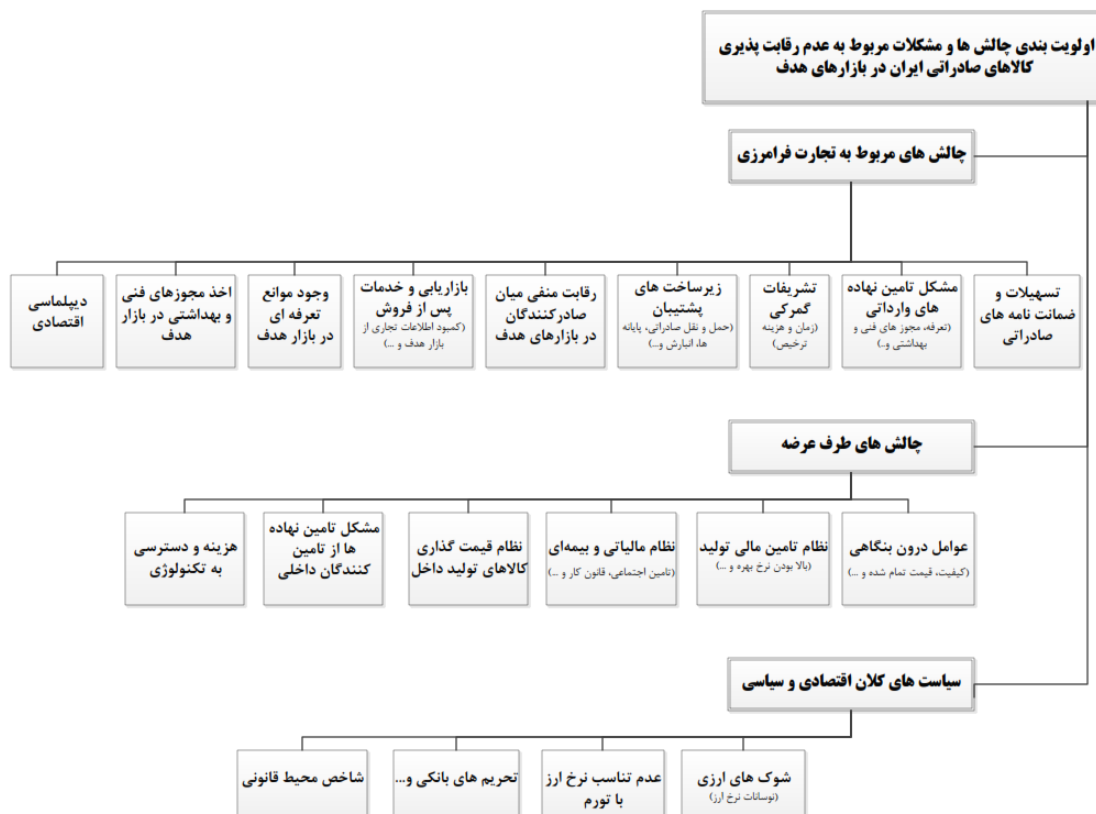 اولویت بندی چالش ها و مشکلات مربوط به عدم رقابت پذیری
کالاهای صادراتی ایران در بازارهای هدف
چالش های مربوط به تجارت فرامرزی
تسهیلات و
ضمانت نامه های
صادراتی
مشکل تامین نهاده
های وارداتی
(تعرفه، مجوز های فنی و
بهداشتی و..)
تشریفات
گمرکی
(زمان و هزینه
ترخیص)
زیرساخت های
پشتیبان
(حمل و نقل صادراتی، پایانه
ها، انبارش و...)
رقابت منفی میان
صادرکنندگان
در بازارهای هدف
بازاریابی و خدمات
پس از فروش
(کمبود اطلاعات تجاری از
بازار هدف و ...)
وجود موانع
تعرفه ای
در بازار هدف
اخذ مجوزهای فنی
و بهداشتی در بازار
هدف
دیپلماسی
اقتصادی
چالش های طرف عرضه
عوامل درون بنگاهی
(کیفیت، قیمت تمام شده و ...)
نظام تامین مالی تولید
(بالا بودن نرخ بهره و ...)
نظام مالیاتی و بیمه‌ای
(تامین اجتماعی، قانون کار و ...)
نظام قیمت گذاری
کالاهای تولید داخل
مشکل تامین نهاده
ها از تامین
کنندگان داخلی
هزینه و دسترسی
به تکنولوژی
سیاست های کلان اقتصادی و سیاسی
شوک های ارزی
(نوسانات نرخ ارز)
عدم تناسب نرخ ارز
با تورم
تحریم های بانکی و...
شاخص محیط قانونی